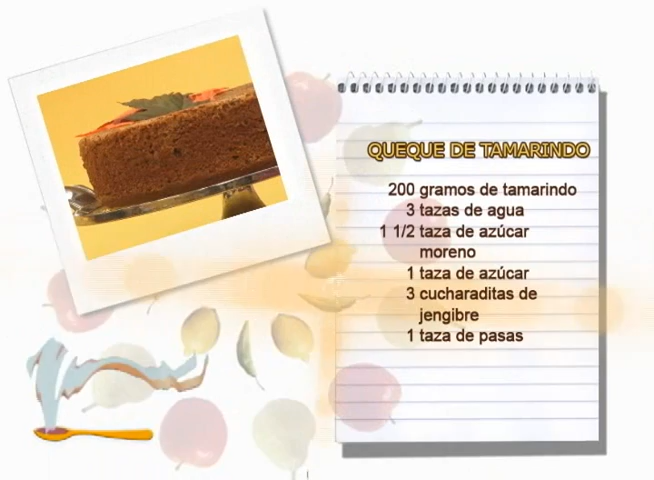 QUEQUE DE TAMARINDO
200 gramos de tamarindo
3 tazas de agua
1 1/2 taza de azúcar
moreno
1 taza de azúcar
3 cucharaditas de
jengibre
1 taza de pasas